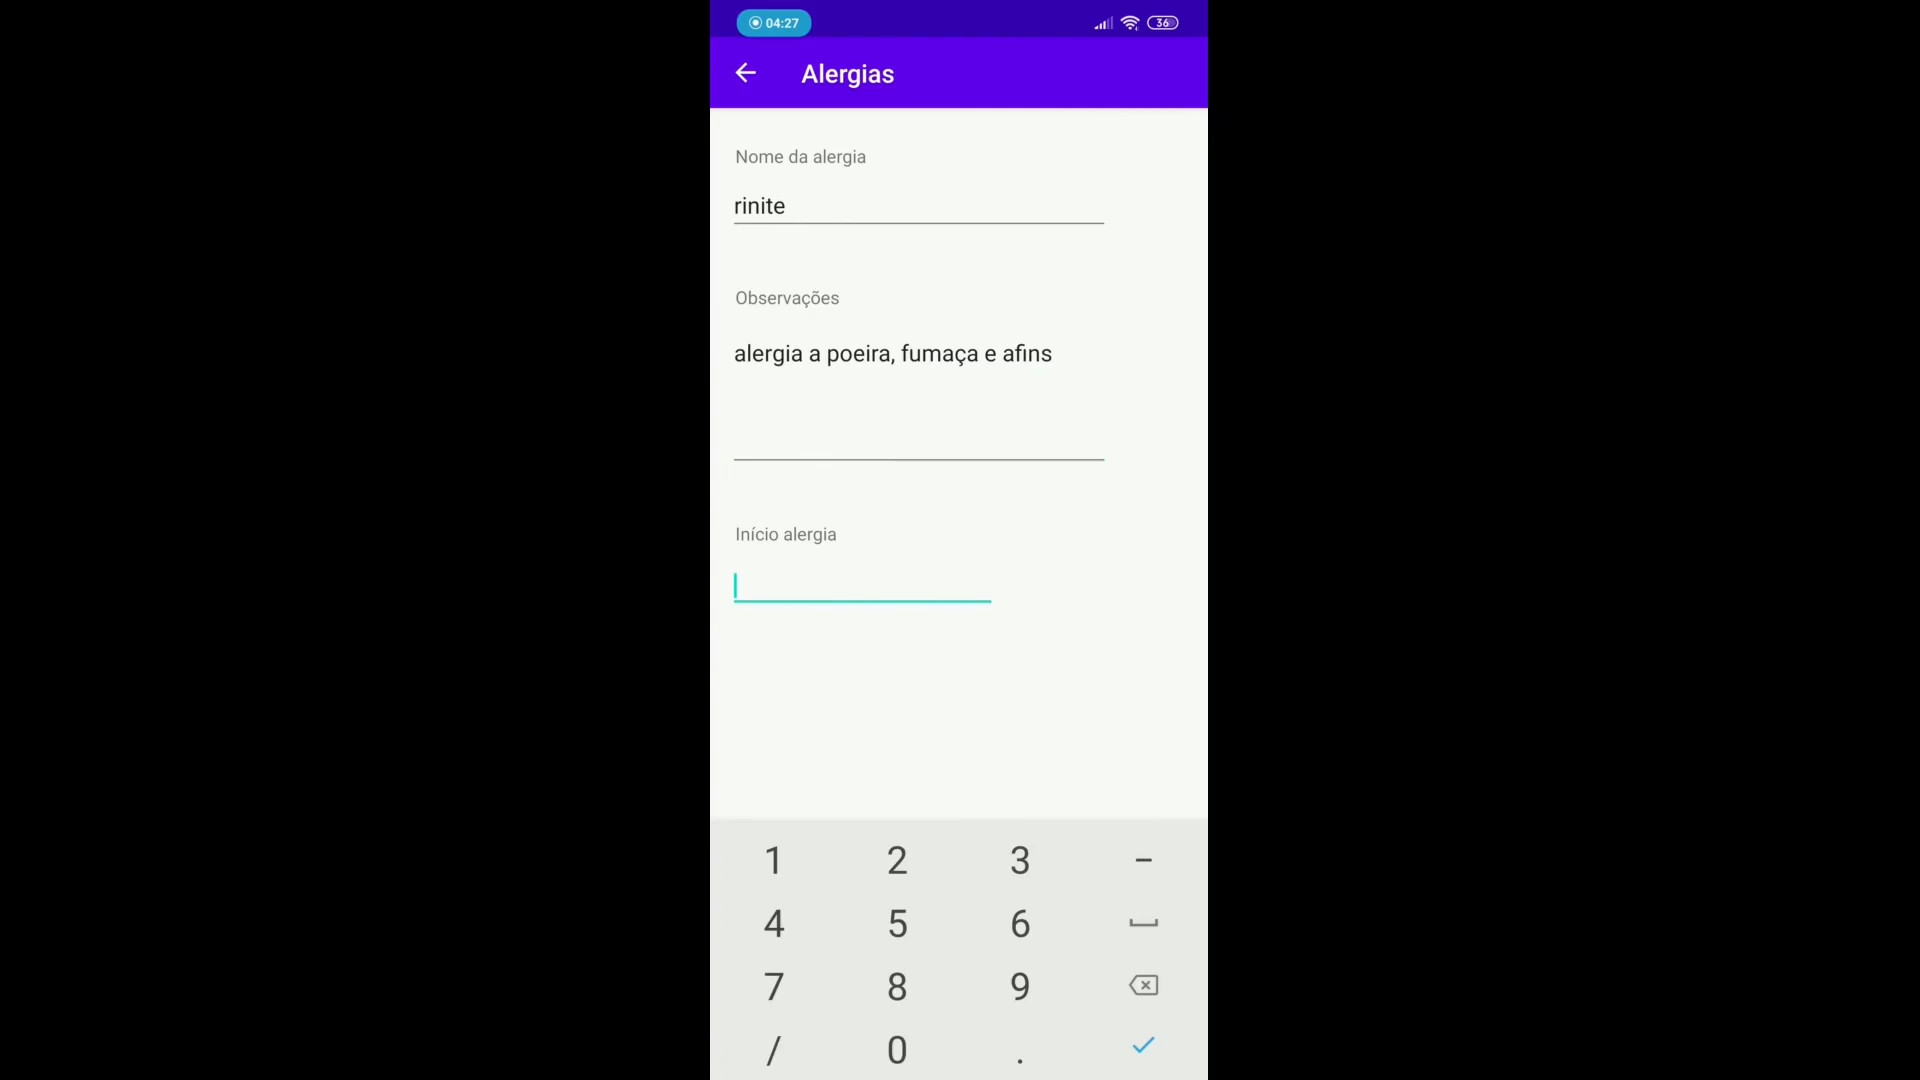 04:27
36
Alergias
Nome da alergia
rinite
Observações
alergia a poeira, fumaça e afins
Início alergia
1 2 3 -
4 5 6
7 8 9
/ 0 .